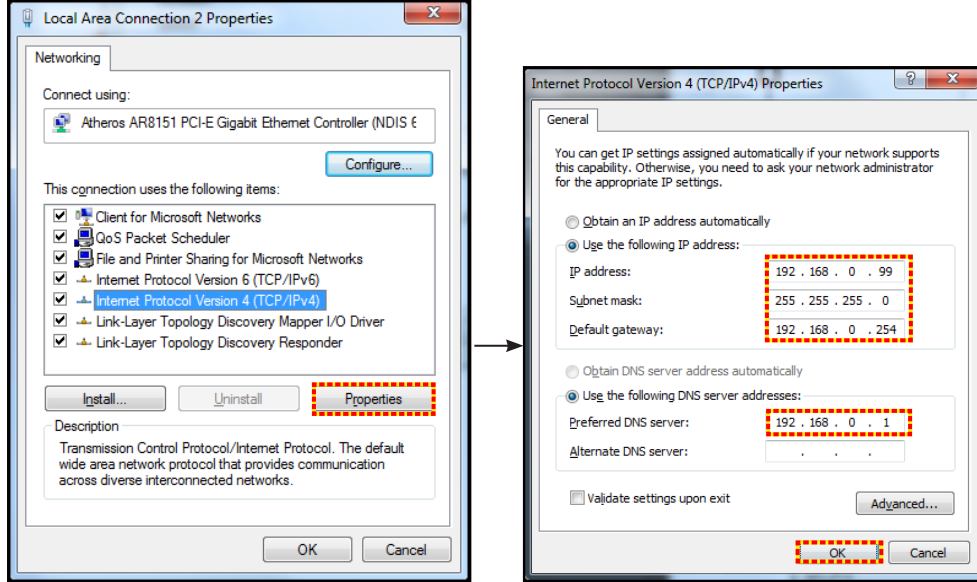 Local Area Connection 2 Properties
Networking
Connect using:
Atheros AR8151 PCI-E Gigabit Ethernet Controller (NDIS 6
Configure...
This connection uses the following items:
Client for Microsoft Networks
QoS Packet Scheduler
File and Printer Sharing for Microsoft Networks
Internet Protocol Version 6 (TCP/IPv6)
Internet Protocol Version 4 (TCP/IPv4)
Link-Layer Topology Discovery Mapper I/O Driver
Link-Layer Topology Discovery Responder
Install...
Uninstall
Properties
Description
Transmission Control Protocol/Internet Protocol. The default
wide area network protocol that provides communication
across diverse interconnected networks.
OK
Cancel
Internet Protocol Version 4 (TCP/IPv4) Properties
General
You can get IP settings assigned automatically if your network supports
this capability. Otherwise, you need to ask your network administrator
for the appropriate IP settings.
Obtain an IP address automatically
Use the following IP address:
IP address: 192 . 168 . 0 . 99
Subnet mask: 255 . 255 . 255 . 0
Default gateway: 192 . 168 . 0 . 254
Obtain DNS server address automatically
Use the following DNS server addresses:
Preferred DNS server: 192 . 168 . 0 . 1
Alternate DNS server: . . .
Validate settings upon exit
Advanced...
OK
Cancel